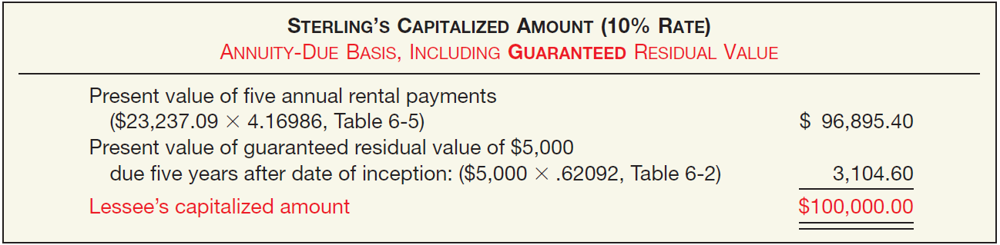 STERLING'S CAPITALIZED AMOUNT (10% RATE)
ANNUITY-DUE BASIS, INCLUDING GUARANTEED RESIDUAL VALUE
Present value of five annual rental payments
($23,237.09 × 4.16986, Table 6-5) $ 96,895.40
Present value of guaranteed residual value of $5,000
due five years after date of inception: ($5,000 × .62092, Table 6-2) 3,104.60
Lessee's capitalized amount $100,000.00